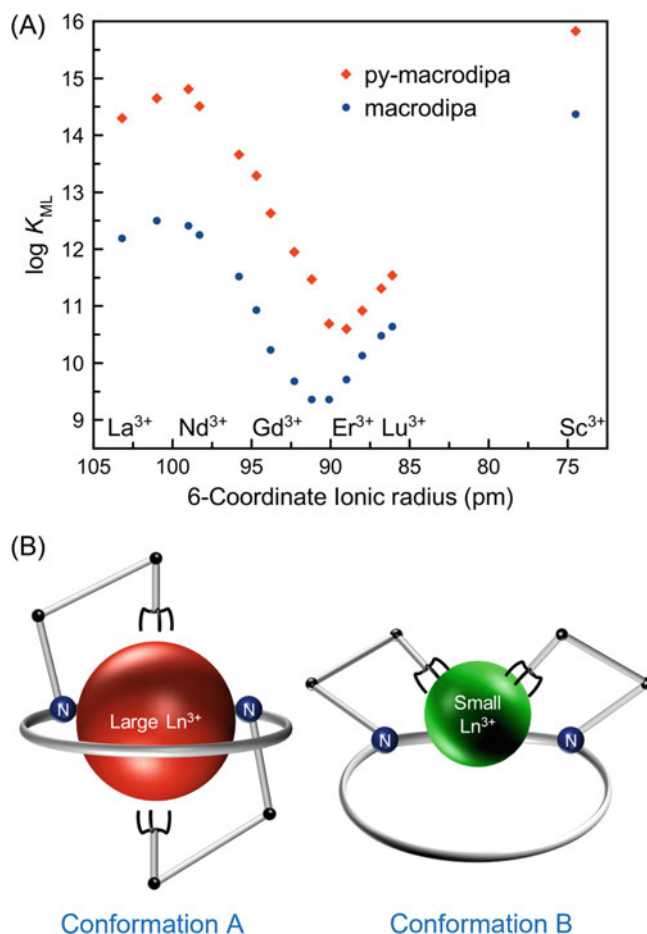 (A)
16
15
14
13
12
11
10
9
log K_ML
py-macrodipa
macrodipa
La³⁺ Nd³⁺ Gd³⁺ Er³⁺ Lu³⁺ Sc³⁺
105 100 95 90 85 80 75
6-Coordinate Ionic radius (pm)
(B)
N Large Ln³⁺ N
Small
Ln³⁺
N N
Conformation A Conformation B